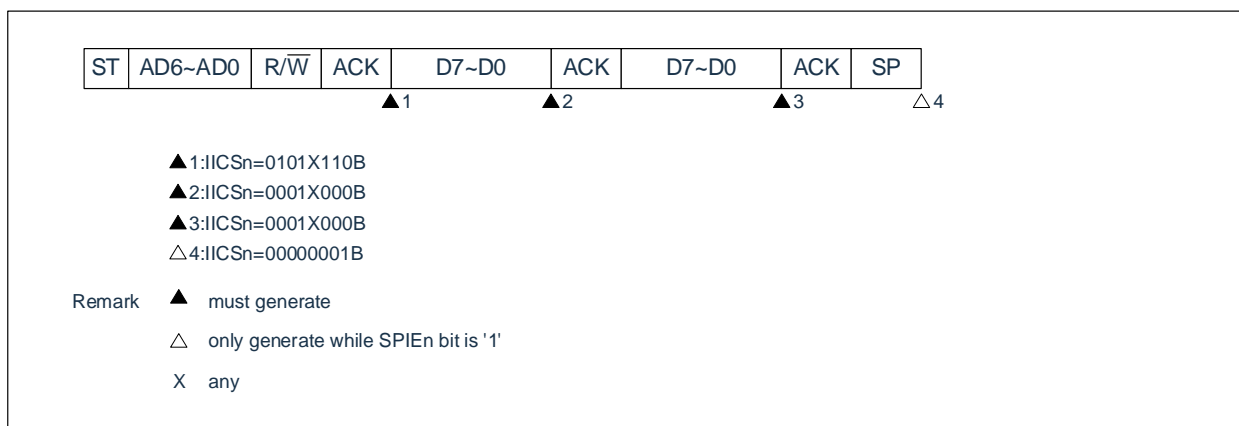 ST AD6~AD0 R/W̅ ACK D7~D0 ACK D7~D0 ACK SP
▲1 ▲2 ▲3 △4
▲1:IICSn=0101X110B
▲2:IICSn=0001X000B
▲3:IICSn=0001X000B
△4:IICSn=00000001B
Remark ▲ must generate
△ only generate while SPIEn bit is '1'
X any